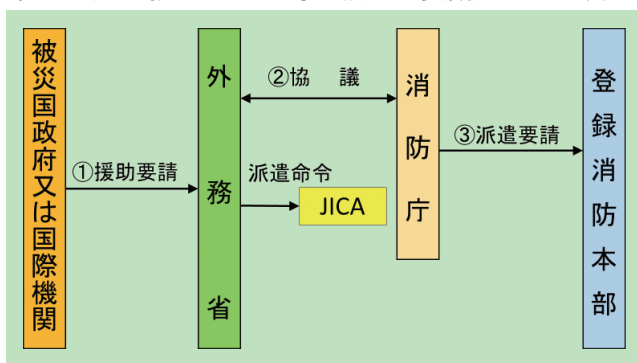 被災国政府又は国際機関
①援助要請
外務省
②協議
派遣命令
JICA
消防庁
③派遣要請
登録消防本部